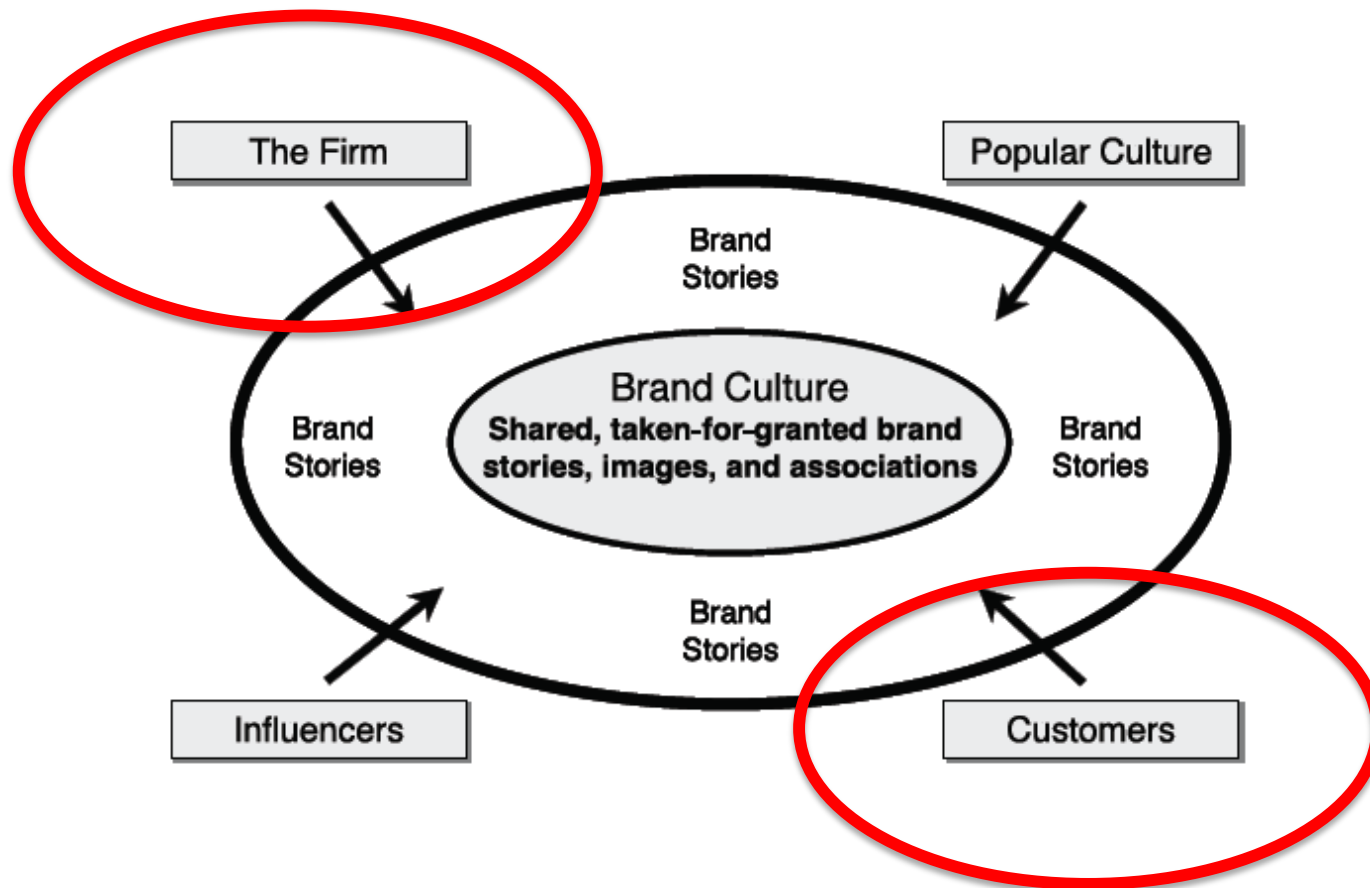 The Firm
Popular Culture
Brand
Stories
Brand Culture
Shared, taken-for-granted brand
stories, images, and associations
Brand
Stories
Brand
Stories
Brand
Stories
Influencers
Customers